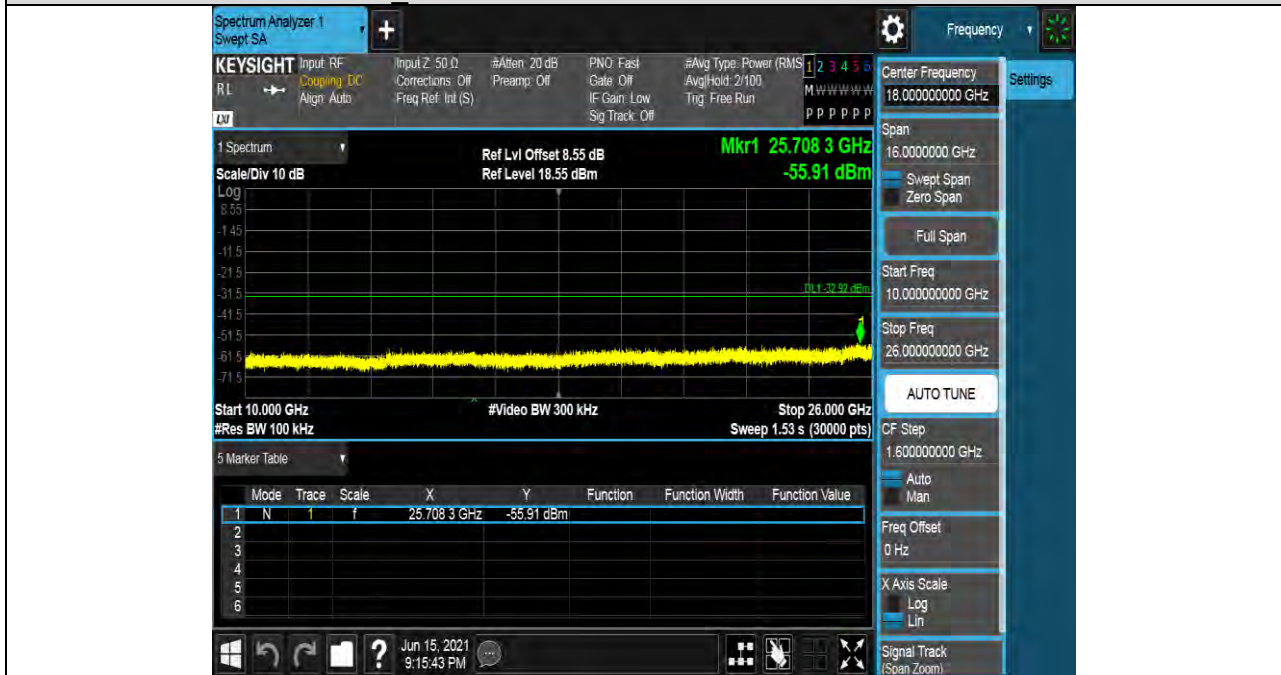 Spectrum Analyzer 1
Swept SA
+
Frequency
KEYSIGHT
Input: RF
Coupling: DC
Align: Auto
RL
LXI
Input Z: 50 Ω
Corrections: Off
Freq Ref: Int (S)
#Atten: 20 dB
Preamp: Off
PNO: Fast
Gate: Off
IF Gain: Low
Sig Track: Off
#Avg Type: Power (RMS
Avg|Hold: 2/100
Trig: Free Run
1 2 3 4 5 6
M W W W W W
P P P P P P
1 Spectrum
Scale/Div 10 dB
Ref Lvl Offset 8.55 dB
Ref Level 18.55 dBm
Mkr1 25.708 3 GHz
-55.91 dBm
Log
8.55
-1.45
-11.5
-21.5
-31.5
-41.5
-51.5
-61.5
-71.5
DL1 -32.92 dBm
1
Start 10.000 GHz
#Res BW 100 kHz
#Video BW 300 kHz
Stop 26.000 GHz
Sweep 1.53 s (30000 pts)
5 Marker Table
Mode Trace Scale X Y Function Function Width Function Value
1 N 1 f 25.708 3 GHz -55.91 dBm
2
3
4
5
6
?
Jun 15, 2021
9:15:43 PM
Center Frequency
18.000000000 GHz
Settings
Span
16.0000000 GHz
Swept Span
Zero Span
Full Span
Start Freq
10.000000000 GHz
Stop Freq
26.000000000 GHz
AUTO TUNE
CF Step
1.600000000 GHz
Auto
Man
Freq Offset
0 Hz
X Axis Scale
Log
Lin
Signal Track
(Span Zoom)